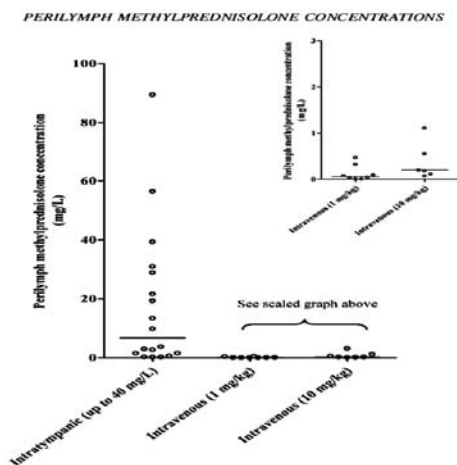 PERILYMPH METHYLPREDNISOLONE CONCENTRATIONS
Perilymph methylprednisolone concentration
(mg/L)
100
80
60
40
20
0
Intratympanic (up to 40 mg/L)
Intravenous (1 mg/kg)
Intravenous (10 mg/kg)
See scaled graph above
Perilymph methylprednisolone concentration
(mg/L)
3
2
1
0
Intravenous (1 mg/kg)
Intravenous (10 mg/kg)